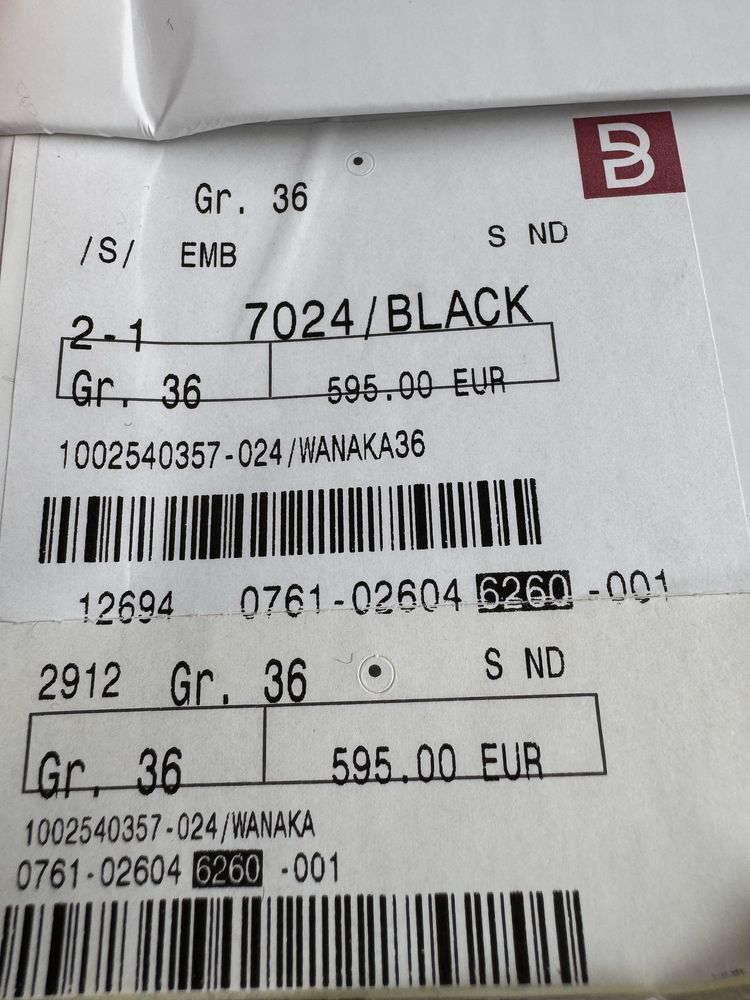 Gr. 36
/S/ EMB S ND
2-1 7024/BLACK
Gr. 36 595.00 EUR
1002540357-024/WANAKA36
12694 0761-02604 6260 -001
2912 Gr. 36 S ND
Gr. 36 595.00 EUR
1002540357-024/WANAKA
0761-02604 6260 -001